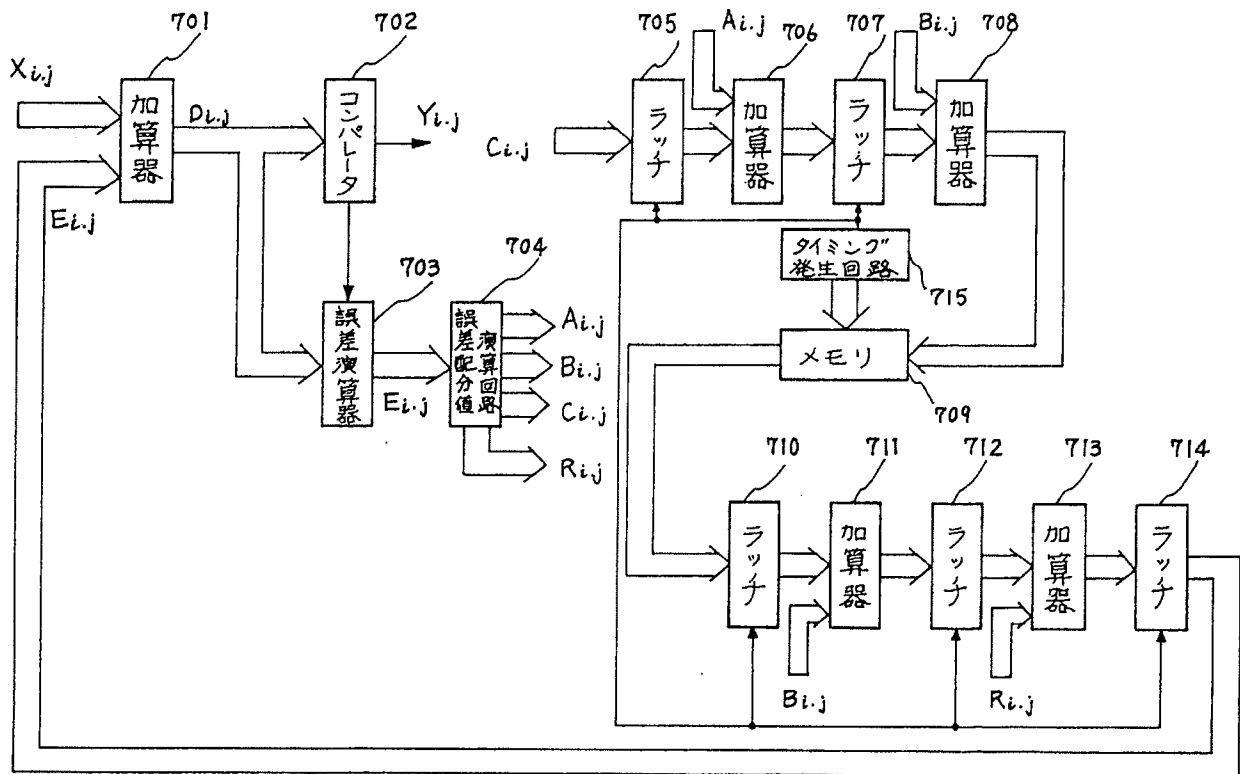 701
702
705
Ai.j
706
707
Bi.j
708
Xi.j
加算器
Di.j
コンパレータ
Yi.j
Ci.j
ラッチ
加算器
ラッチ
加算器
Ei.j
タイミング
発生回路
715
703
704
誤差演算器
Ei.j
誤差配分値
演算回路
Ai.j
Bi.j
Ci.j
Ri.j
メモリ
709
710
711
712
713
714
ラッチ
加算器
ラッチ
加算器
ラッチ
Bi.j
Ri.j